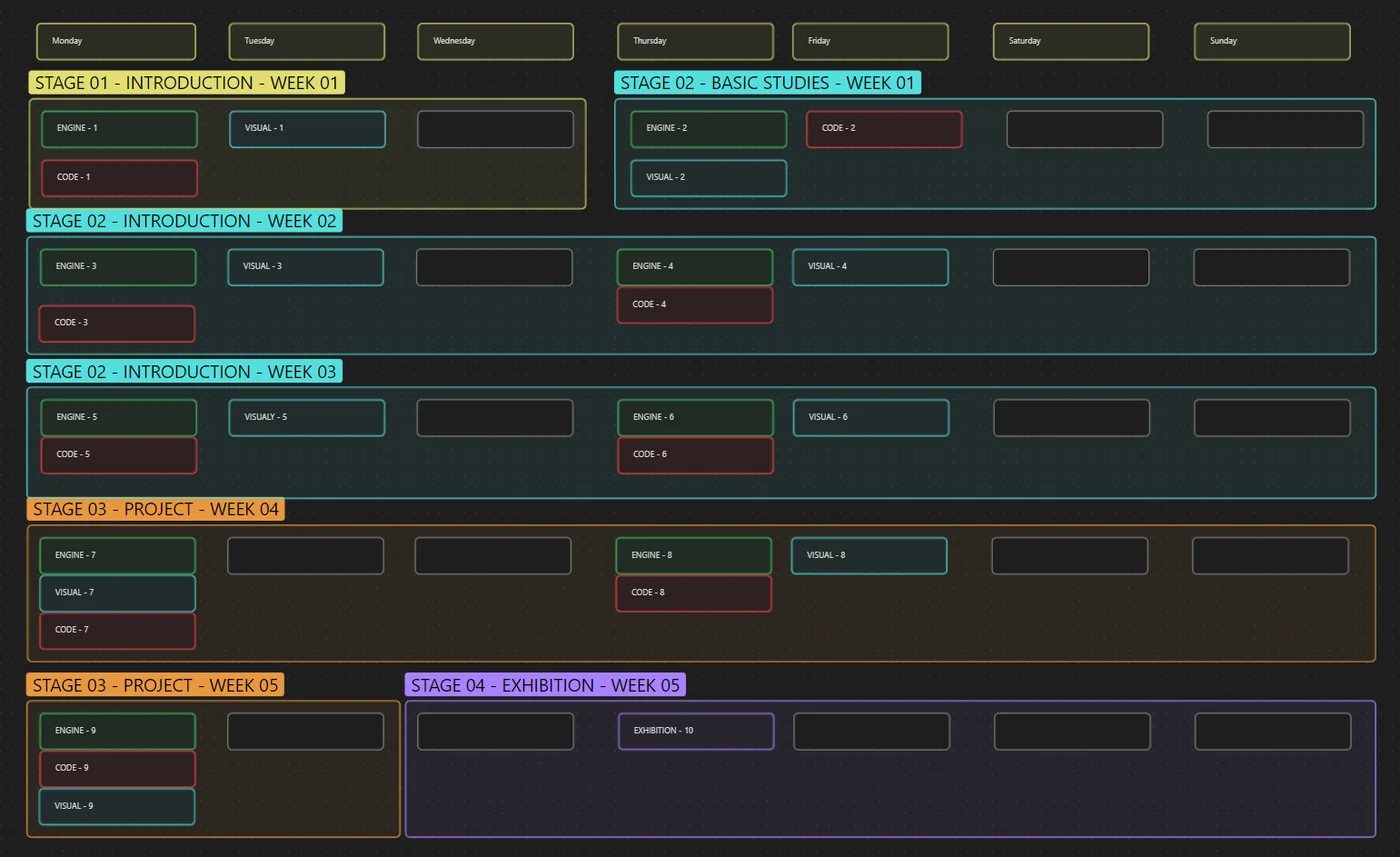 Monday
Tuesday
Wednesday
Thursday
Friday
Saturday
Sunday
STAGE 01 - INTRODUCTION - WEEK 01
ENGINE - 1
VISUAL - 1
CODE - 1
STAGE 02 - BASIC STUDIES - WEEK 01
ENGINE - 2
CODE - 2
VISUAL - 2
STAGE 02 - INTRODUCTION - WEEK 02
ENGINE - 3
VISUAL - 3
ENGINE - 4
VISUAL - 4
CODE - 3
CODE - 4
STAGE 02 - INTRODUCTION - WEEK 03
ENGINE - 5
VISUALY - 5
ENGINE - 6
VISUAL - 6
CODE - 5
CODE - 6
STAGE 03 - PROJECT - WEEK 04
ENGINE - 7
ENGINE - 8
VISUAL - 8
VISUAL - 7
CODE - 8
CODE - 7
STAGE 03 - PROJECT - WEEK 05
ENGINE - 9
CODE - 9
VISUAL - 9
STAGE 04 - EXHIBITION - WEEK 05
EXHIBITION - 10